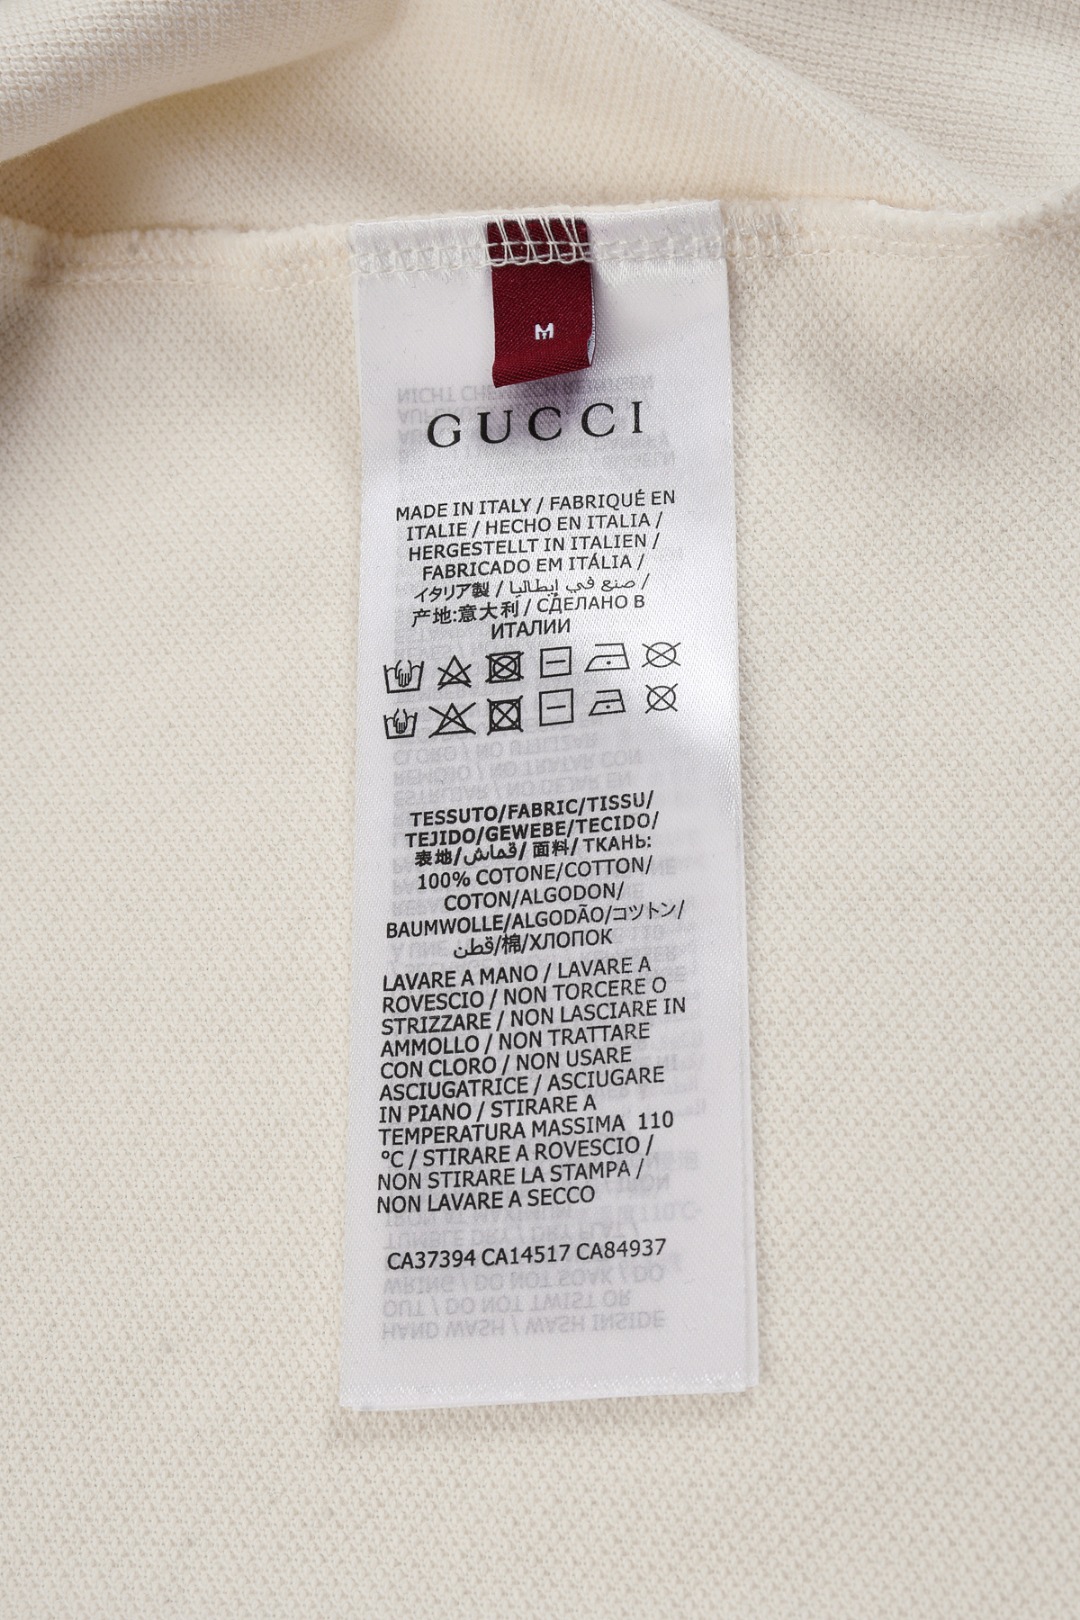 M
GUCCI
MADE IN ITALY / FABRIQUÉ EN
ITALIE / HECHO EN ITALIA /
HERGESTELLT IN ITALIEN /
FABRICADO EM ITÁLIA /
イタリア製 / صنع في إيطاليا /
产地:意大利 / СДЕЛАНО В
ИТАЛИИ
TESSUTO/FABRIC/TISSU/
TEJIDO/GEWEBE/TECIDO/
表地/قماش/ 面料/ ТКАНЬ:
100% COTONE/COTTON/
COTON/ALGODON/
BAUMWOLLE/ALGODÃO/コットン/
قطن/棉/ХЛОПОК
LAVARE A MANO / LAVARE A
ROVESCIO / NON TORCERE O
STRIZZARE / NON LASCIARE IN
AMMOLLO / NON TRATTARE
CON CLORO / NON USARE
ASCIUGATRICE / ASCIUGARE
IN PIANO / STIRARE A
TEMPERATURA MASSIMA 110
°C / STIRARE A ROVESCIO /
NON STIRARE LA STAMPA /
NON LAVARE A SECCO
CA37394 CA14517 CA84937